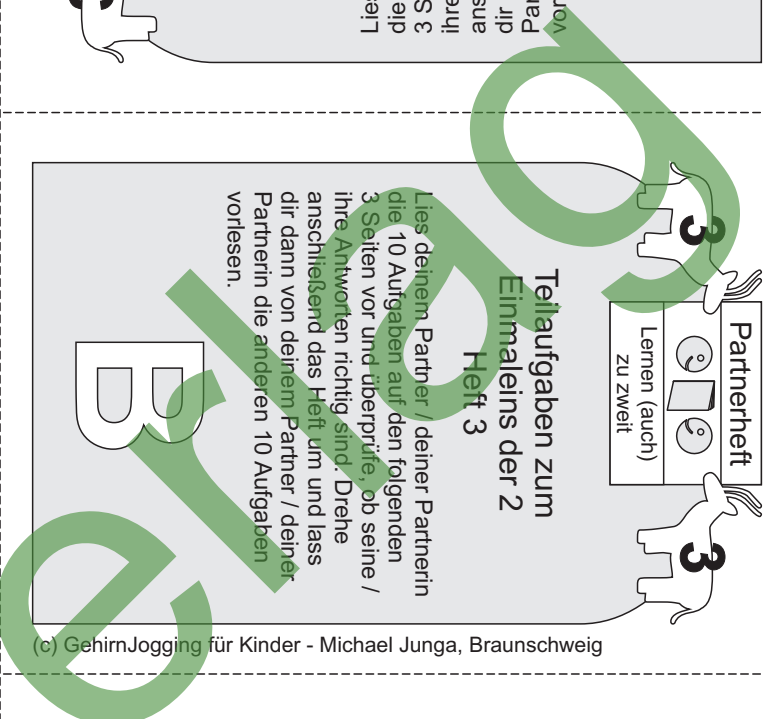 Partnerheft
Lernen (auch)
zu zweit
3
3
Teilaufgaben zum
Einmaleins der 2
Heft 3
Lies deinem Partner / deiner Partnerin
die 10 Aufgaben auf den folgenden
3 Seiten vor und überprüfe, ob seine /
ihre Antworten richtig sind. Drehe
anschließend das Heft um und lass
dir dann von deinem Partner / deiner
Partnerin die anderen 10 Aufgaben
vorlesen.
B
(c) GehirnJogging für Kinder - Michael Junga, Braunschweig
erlag